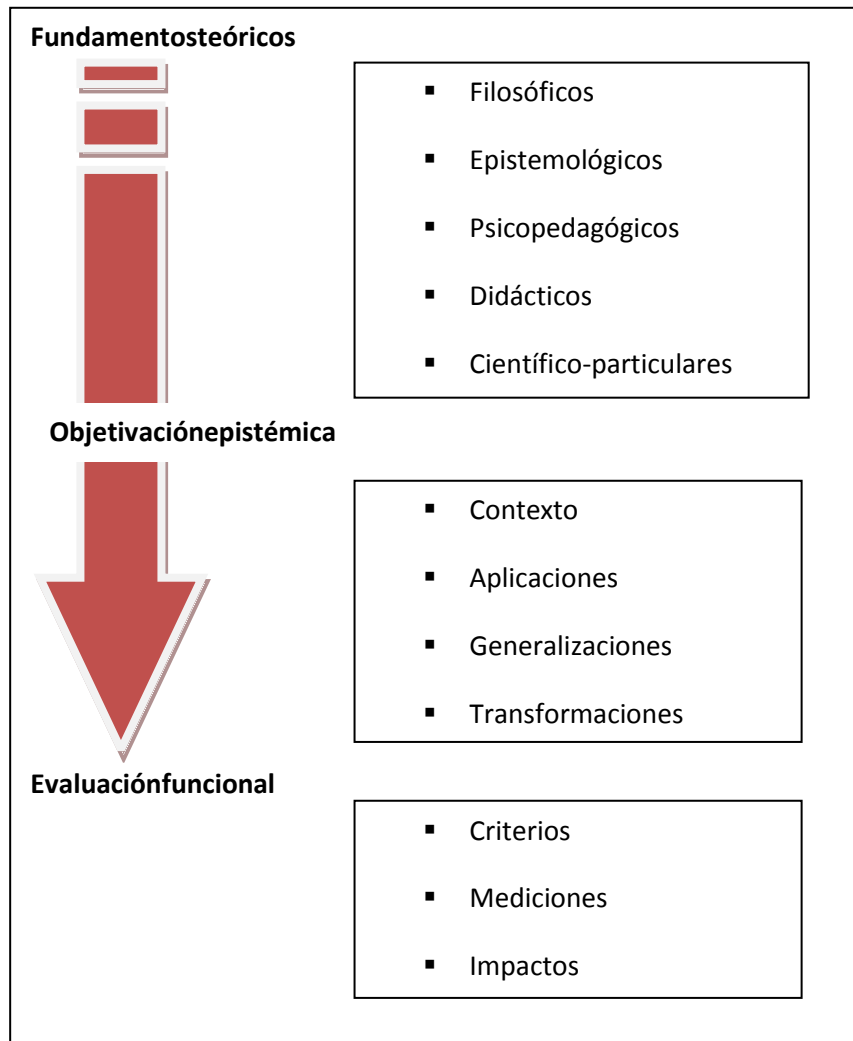 Fundamentosteóricos
▪ Filosóficos
▪ Epistemológicos
▪ Psicopedagógicos
▪ Didácticos
▪ Científico-particulares
Objetivaciónepistémica
▪ Contexto
▪ Aplicaciones
▪ Generalizaciones
▪ Transformaciones
Evaluaciónfuncional
▪ Criterios
▪ Mediciones
▪ Impactos